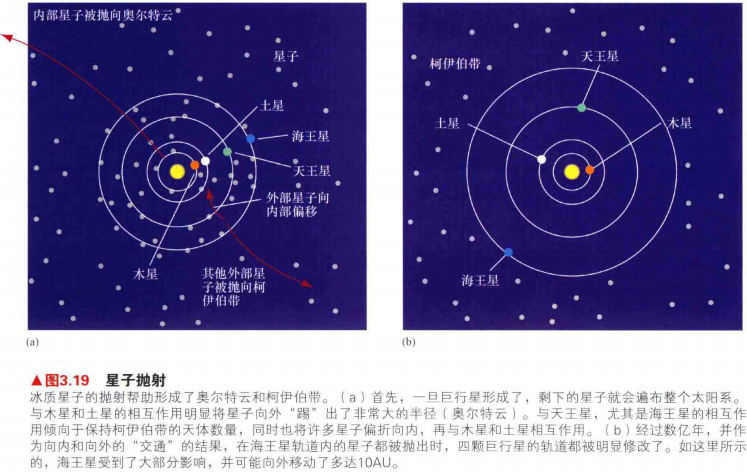 内部星子被抛向奥尔特云
星子
土星
海王星
天王星
外部星子向
内部偏移
木星
其他外部星
子被抛向柯
伊伯带
(a)
天王星
柯伊伯带
土星
木星
海王星
(b)
▲图3.19 星子抛射
冰质星子的抛射帮助形成了奥尔特云和柯伊伯带。(a)首先，一旦巨行星形成了，剩下的星子就会遍布整个太阳系。
与木星和土星的相互作用明显将星子向外“踢”出了非常大的半径（奥尔特云）。与天王星，尤其是海王星的相互作
用倾向于保持柯伊伯带的天体数量，同时也将许多星子偏折向内，再与木星和土星相互作用。(b)经过数亿年，并作
为向内和向外的“交通”的结果，在海王星轨道内的星子都被抛出时，四颗巨行星的轨道都被明显修改了。如这里所示
的，海王星受到了大部分影响，并可能向外移动了多达10AU。